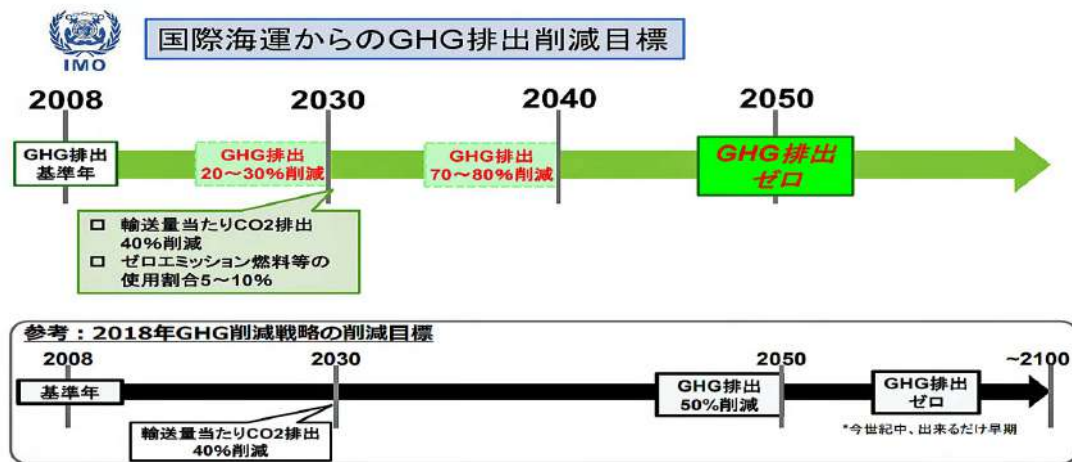 IMO
国際海運からのGHG排出削減目標
2008
2030
2040
2050
GHG排出
基準年
GHG排出
20～30%削減
GHG排出
70～80%削減
GHG排出
ゼロ
□ 輸送量当たりCO2排出
40%削減
□ ゼロエミッション燃料等の
使用割合5～10%
参考：2018年GHG削減戦略の削減目標
2008
2030
2050
~2100
基準年
輸送量当たりCO2排出
40%削減
GHG排出
50%削減
GHG排出
ゼロ
*今世紀中、出来るだけ早期